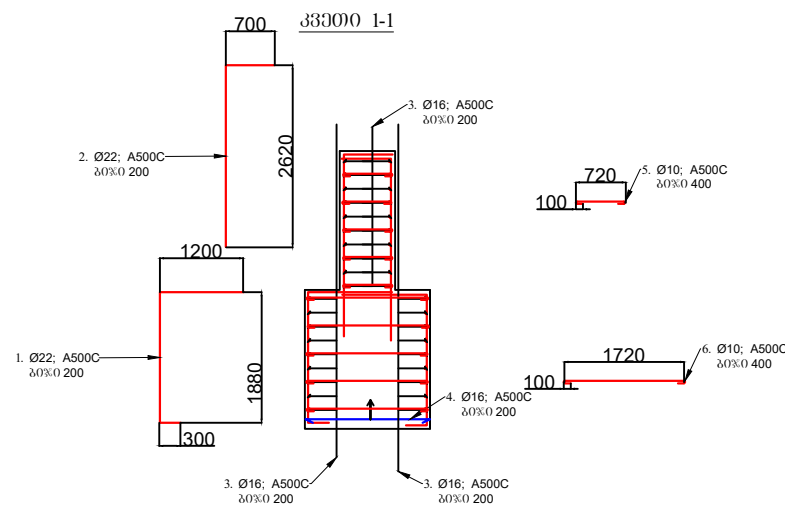 კვეთი 1-1
700
2620
2. Ø22; A500C
ბიჯი 200
3. Ø16; A500C
ბიჯი 200
720
100
5. Ø10; A500C
ბიჯი 400
1200
1880
300
1. Ø22; A500C
ბიჯი 200
1720
100
6. Ø10; A500C
ბიჯი 400
4. Ø16; A500C
ბიჯი 200
3. Ø16; A500C
ბიჯი 200
3. Ø16; A500C
ბიჯი 200